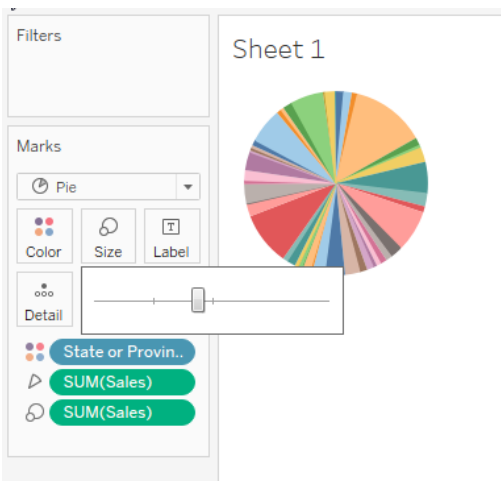 Filters
Sheet 1
Marks
Pie
Color
Size
T
Label
Detail
State or Provin..
SUM(Sales)
SUM(Sales)